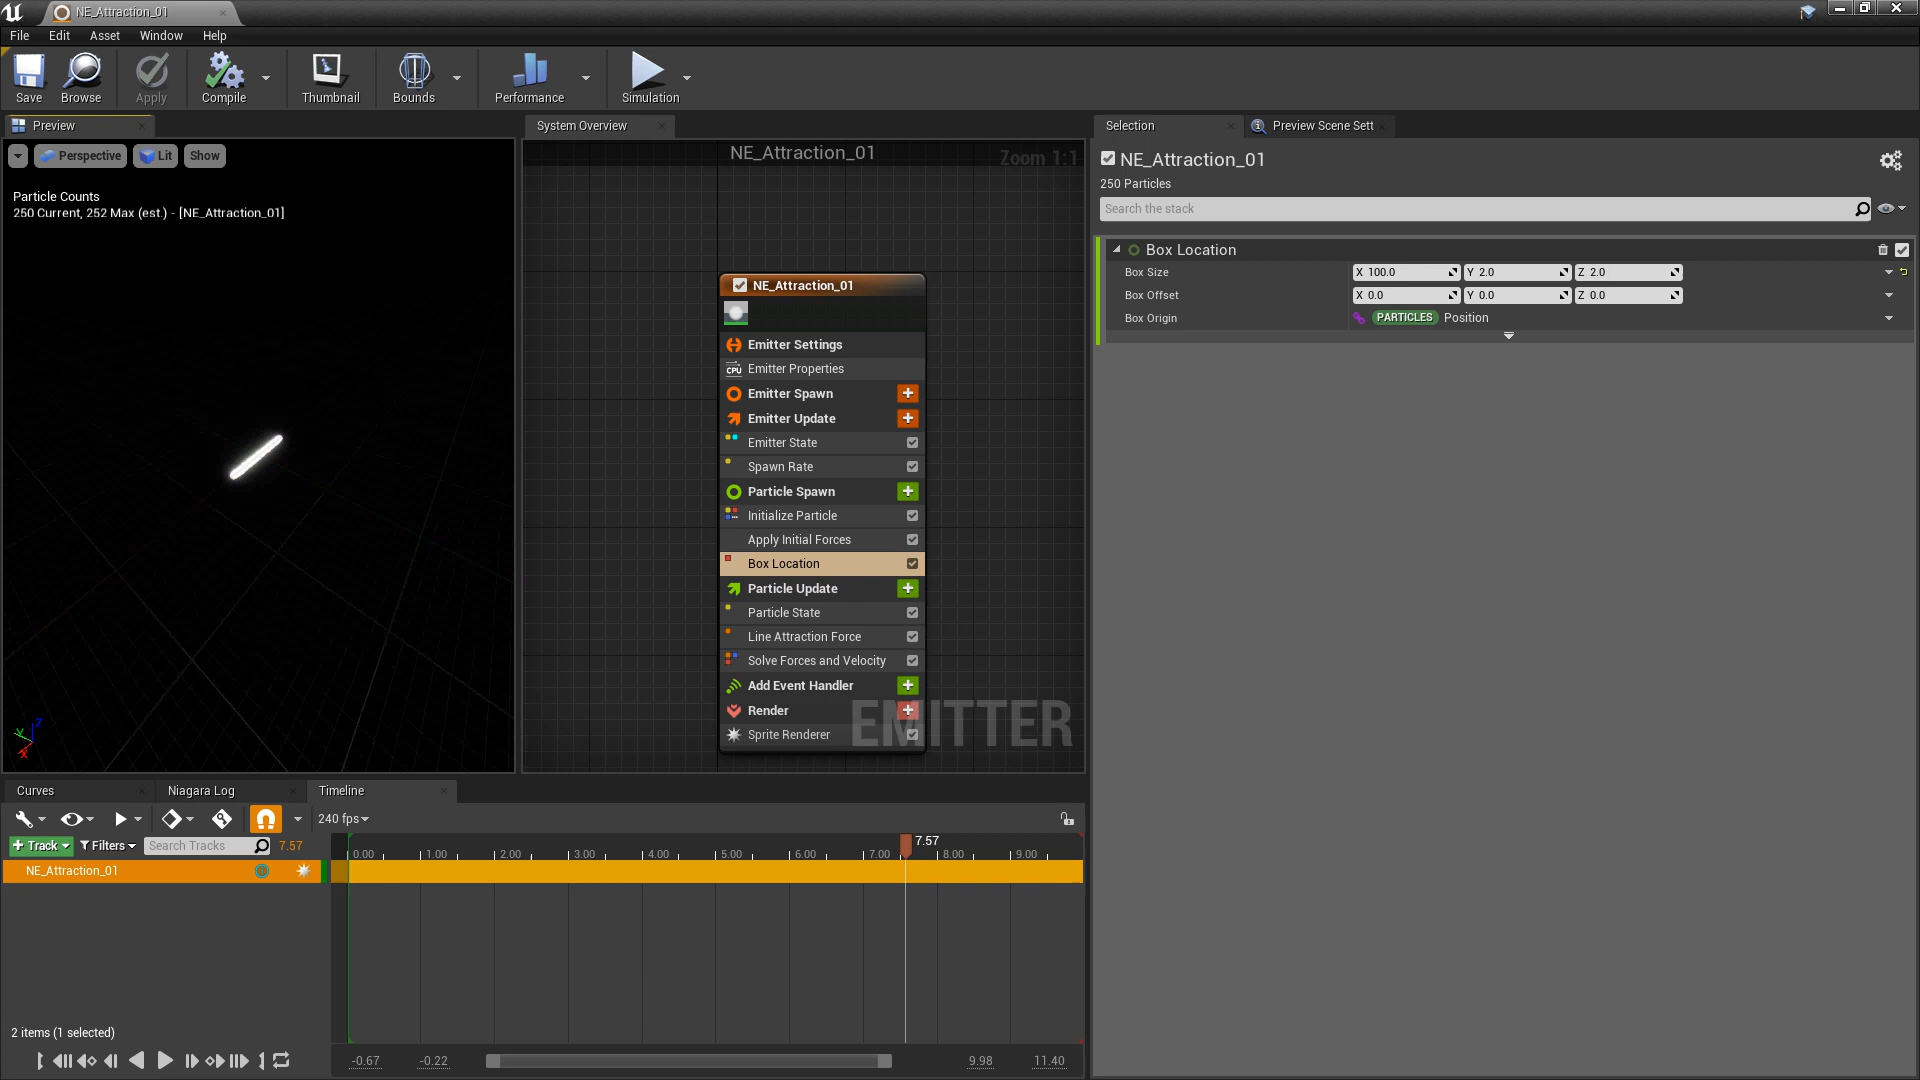 NE_Attraction_01
File Edit Asset Window Help
Save Browse Apply Compile Thumbnail Bounds Performance Simulation
Preview
Perspective Lit Show
Particle Counts
250 Current, 252 Max (est.) - [NE_Attraction_01]
Y Z X
System Overview
NE_Attraction_01
Zoom 1:1
NE_Attraction_01
Emitter Settings
CPU Emitter Properties
Emitter Spawn
Emitter Update
Emitter State
Spawn Rate
Particle Spawn
Initialize Particle
Apply Initial Forces
Box Location
Particle Update
Particle State
Line Attraction Force
Solve Forces and Velocity
Add Event Handler
Render
Sprite Renderer
EMITTER
Selection Preview Scene Sett
NE_Attraction_01
250 Particles
Search the stack
Box Location
Box Size X 100.0 Y 2.0 Z 2.0
Box Offset X 0.0 Y 0.0 Z 0.0
Box Origin PARTICLES Position
Curves Niagara Log Timeline
240 fps
+ Track Filters Search Tracks 7.57
7.57
0.00 1.00 2.00 3.00 4.00 5.00 6.00 7.00 8.00 9.00
NE_Attraction_01
2 items (1 selected)
-0.67 -0.22 9.98 11.40